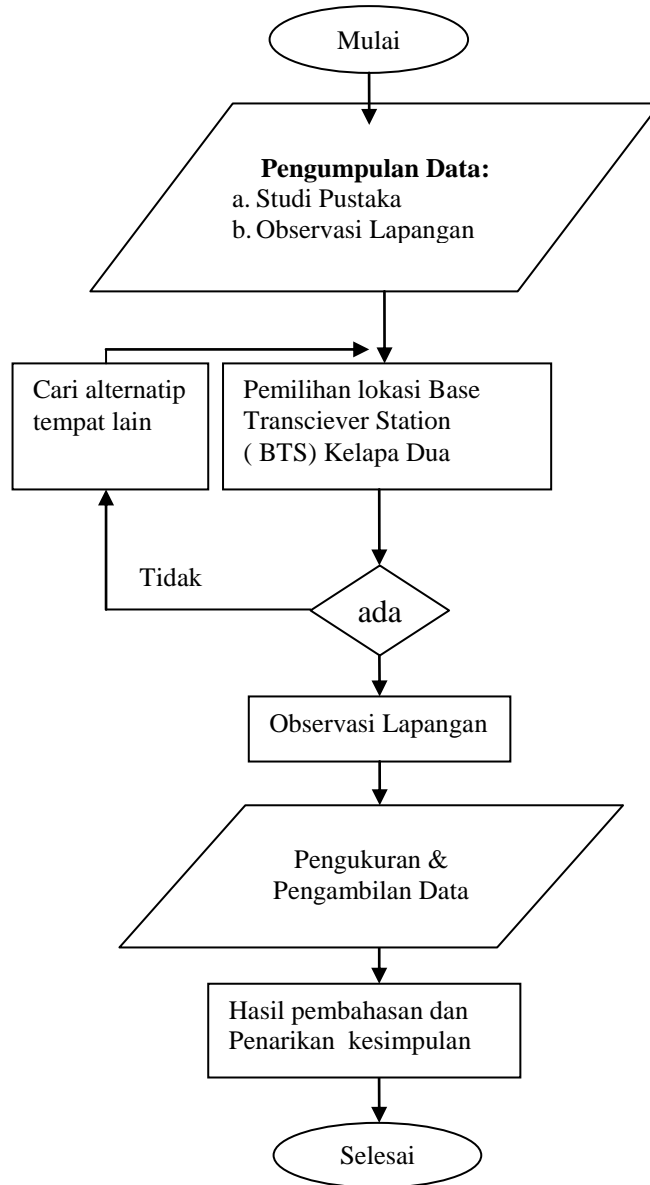 Mulai
Pengumpulan Data:
a. Studi Pustaka
b. Observasi Lapangan
Cari alternatip
tempat lain
Pemilihan lokasi Base
Transciever Station
( BTS) Kelapa Dua
Tidak
ada
Observasi Lapangan
Pengukuran &
Pengambilan Data
Hasil pembahasan dan
Penarikan kesimpulan
Selesai